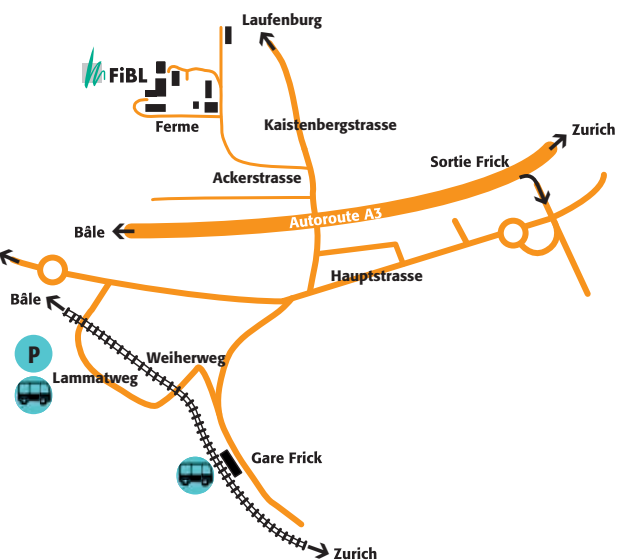 Laufenburg
FiBL
Ferme
Kaistenbergstrasse
Zurich
Sortie Frick
Ackerstrasse
Autoroute A3
Bâle
Hauptstrasse
Bâle
P
Weiherweg
Lammatweg
Gare Frick
Zurich